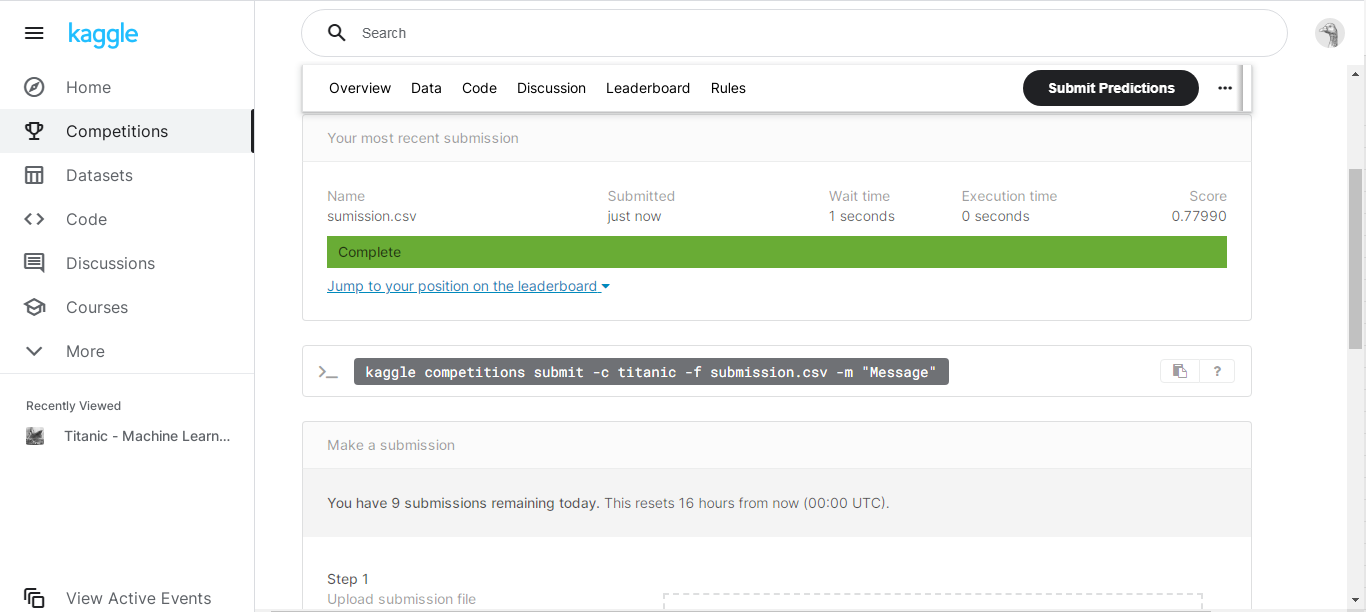 kaggle
Search
Home
Competitions
Datasets
Code
Discussions
Courses
More
Recently Viewed
Titanic - Machine Learn...
View Active Events
Overview Data Code Discussion Leaderboard Rules Submit Predictions ...
Your most recent submission
Name Submitted Wait time Execution time Score
sumission.csv just now 1 seconds 0 seconds 0.77990
Complete
Jump to your position on the leaderboard
>_ kaggle competitions submit -c titanic -f submission.csv -m "Message" ?
Make a submission
You have 9 submissions remaining today. This resets 16 hours from now (00:00 UTC).
Step 1
Upload submission file